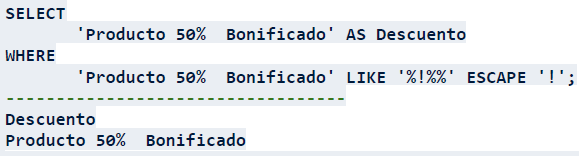 SELECT
'Producto 50%  Bonificado' AS Descuento
WHERE
'Producto 50%  Bonificado' LIKE '%!%%' ESCAPE '!';
----------------------------------
Descuento
Producto 50%  Bonificado